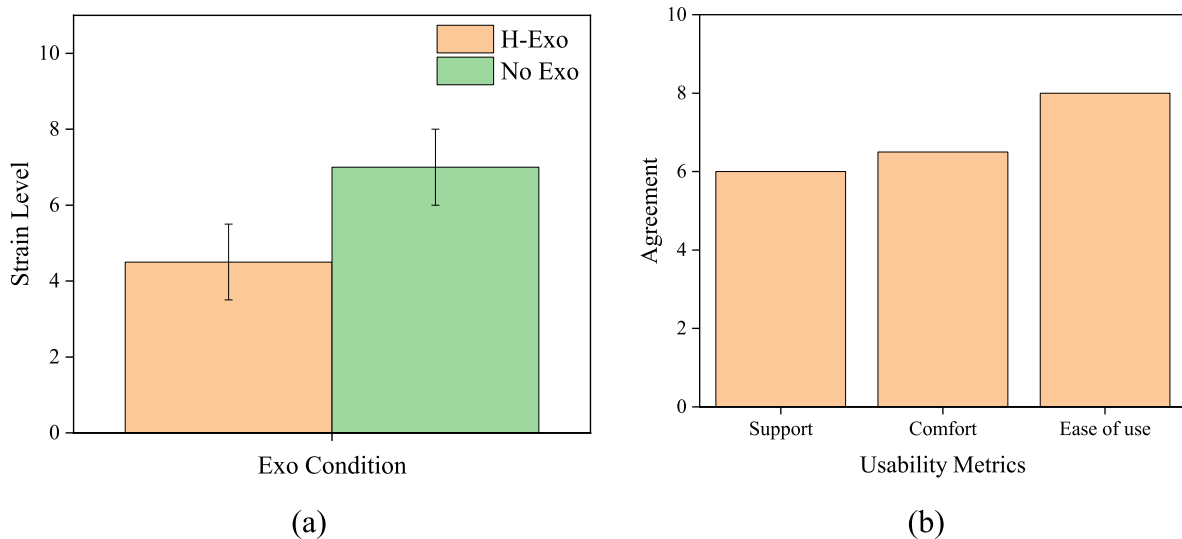 10
8
6
4
2
0
Strain Level
H-Exo
No Exo
Exo Condition
(a)
10
8
6
4
2
0
Agreement
Support
Comfort
Ease of use
Usability Metrics
(b)